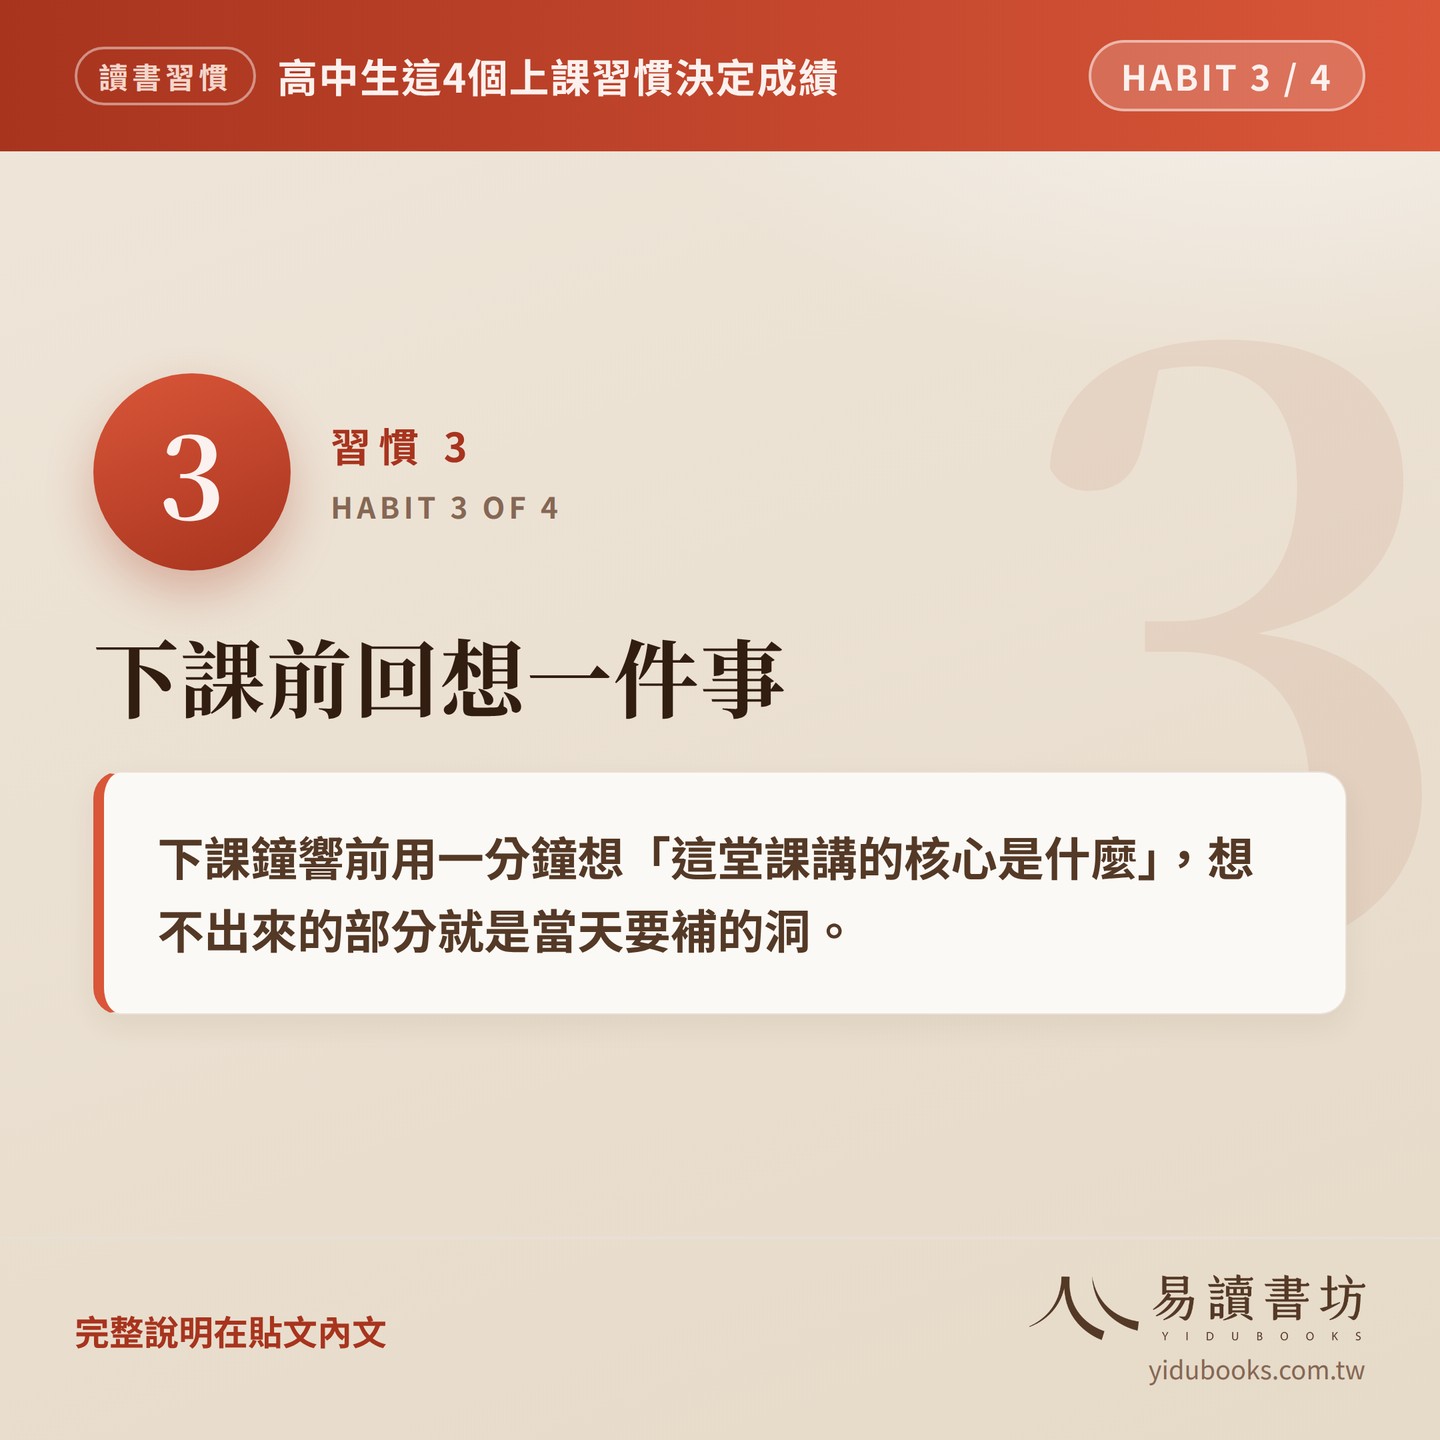 讀書習慣
高中生這4個上課習慣決定成績
HABIT 3 / 4
3
3
習慣 3
HABIT 3 OF 4
下課前回想一件事
下課鐘響前用一分鐘想「這堂課講的核心是什麼」，想
不出來的部分就是當天要補的洞。
完整說明在貼文內文
易讀書坊
YIDUBOOKS
yidubooks.com.tw